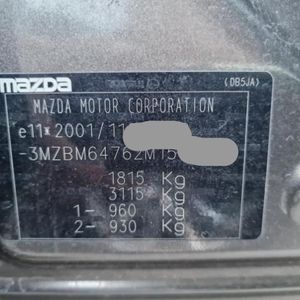 mazda
(DB5JA)
MAZDA MOTOR CORPORATION
e11*2001/11
-3MZBM64762M15
1815 Kg
3115 Kg
1- 960 Kg
2- 930 Kg